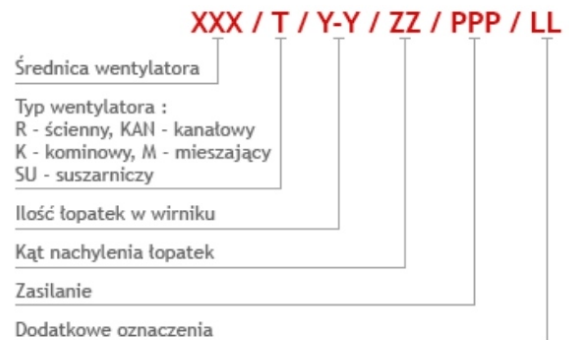 XXX / T / Y-Y / ZZ / PPP / LL
Średnica wentylatora
Typ wentylatora :
R - ścienny, KAN - kanałowy
K - kominowy, M - mieszający
SU - suszarniczy
Ilość łopatek w wirniku
Kąt nachylenia łopatek
Zasilanie
Dodatkowe oznaczenia